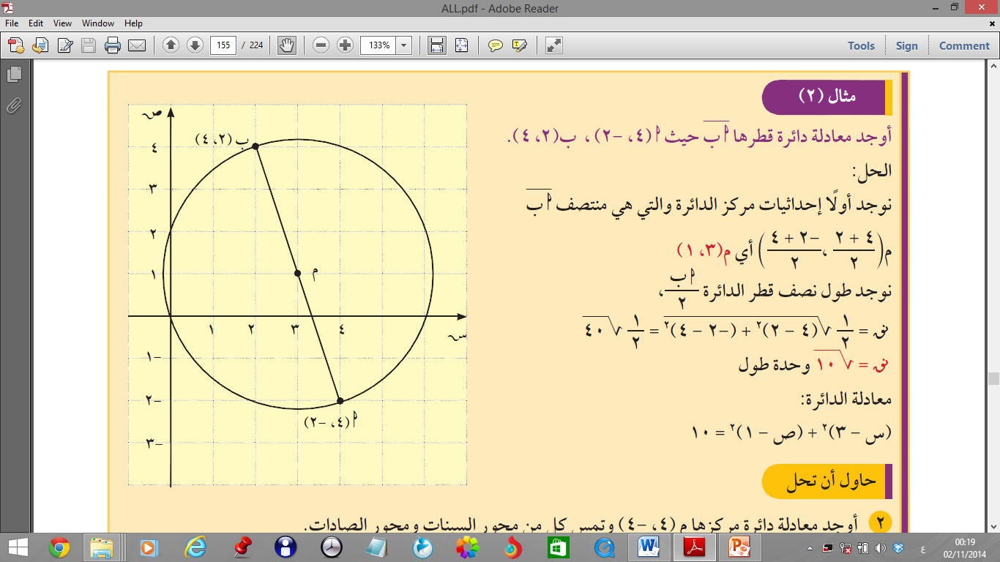 ALL.pdf - Adobe Reader
File Edit View Window Help
155 / 224 133% Tools Sign Comment
مثال (٢)
أوجد معادلة دائرة قطرها أب حيث أ(٤، −٢) ، ب(٢، ٤).
الحل:
نوجد أولًا إحداثيات مركز الدائرة والتي هي منتصف أب
م(٤ + ٢/٢ ، −٢ + ٤/٢) أي م(٣، ١)
نوجد طول نصف قطر الدائرة أب/٢،
نق = ١/٢ √(٤ − ٢)² + (−٢ − ٤)² = ١/٢ √٤٠
نق = √١٠ وحدة طول
معادلة الدائرة:
(س − ٣)² + (ص − ١)² = ١٠
حاول أن تحل
٢ أوجد معادلة دائرة مركزها م(٤، −٤) وتمس كل من محور السينات ومحور الصادات.
ص
ب(٢، ٤)
٤
٣
٢
١
م
١ ٢ ٣ ٤
س
−١
−٢
أ(٤، −٢)
−٣
ع
00:19
02/11/2014